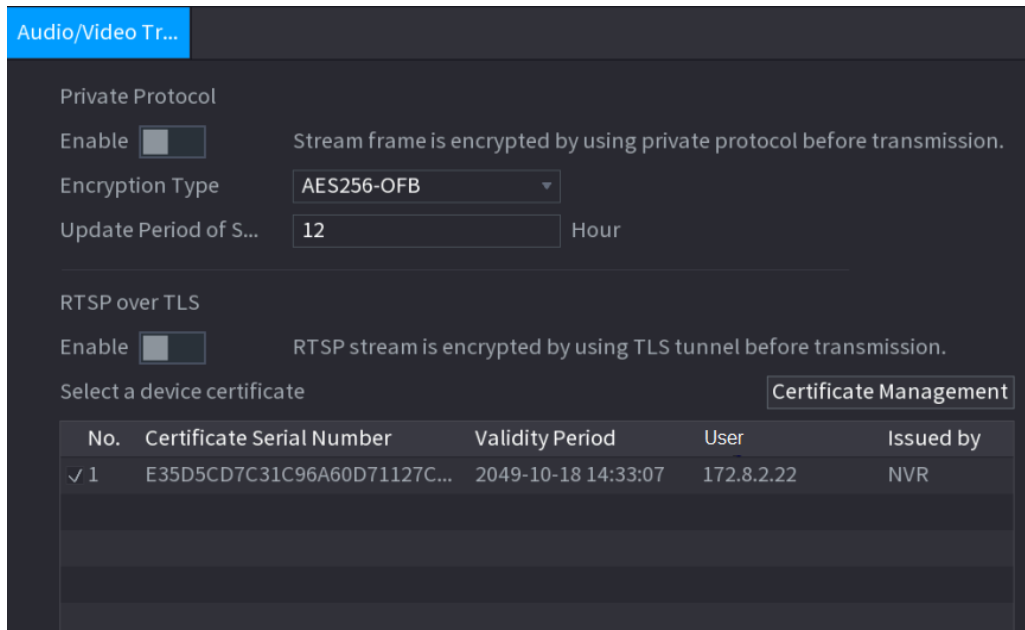 Audio/Video Tr...
Private Protocol
Enable Stream frame is encrypted by using private protocol before transmission.
Encryption Type AES256-OFB
Update Period of S... 12 Hour
RTSP over TLS
Enable RTSP stream is encrypted by using TLS tunnel before transmission.
Select a device certificate Certificate Management
No. Certificate Serial Number Validity Period User Issued by
1 E35D5CD7C31C96A60D71127C... 2049-10-18 14:33:07 172.8.2.22 NVR